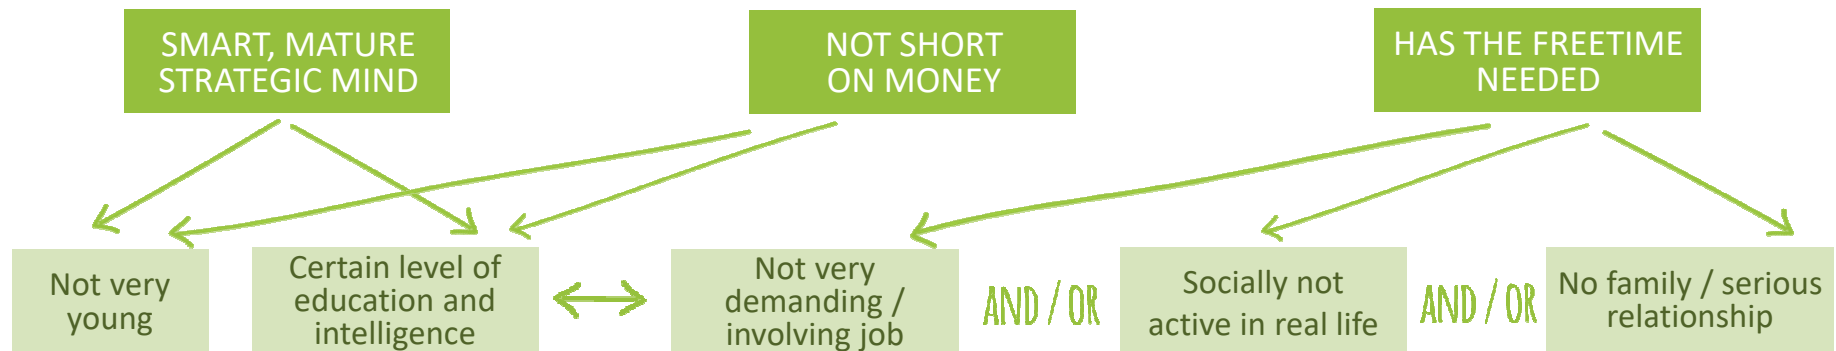 SMART, MATURE
STRATEGIC MIND
NOT SHORT
ON MONEY
HAS THE FREETIME
NEEDED
Not very
young
Certain level of
education and
intelligence
Not very
demanding /
involving job
AND / OR
Socially not
active in real life
AND / OR
No family / serious
relationship